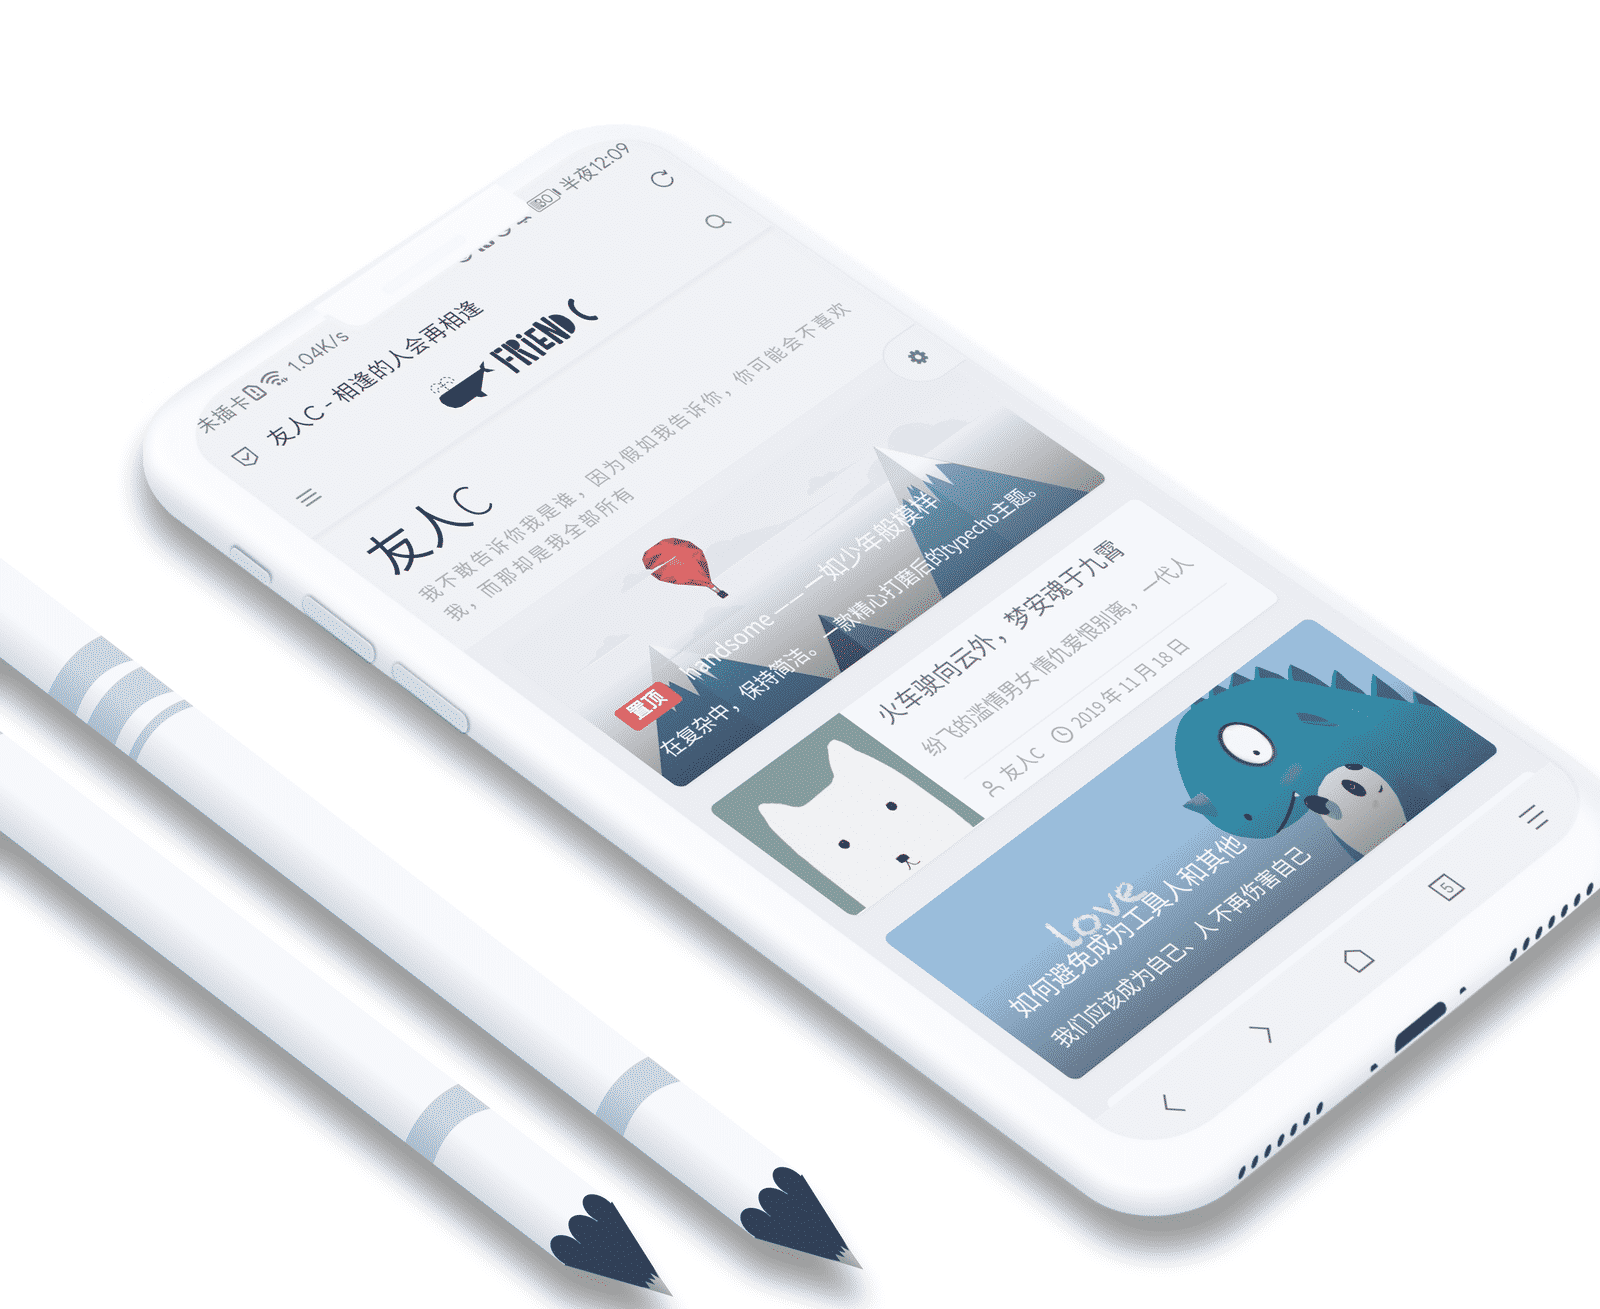 未插卡 1.04K/s 80 半夜12:09
友人C - 相逢的人会再相逢
FRiEND C
友人C
我不敢告诉你我是谁，因为假如我告诉你，你可能会不喜欢
我，而那却是我全部所有
置顶 handsome —— 一如少年般模样
在复杂中，保持简洁。 一款精心打磨后的typecho主题。
火车驶向云外，梦安魂于九霄
纷飞的滥情男女 情仇爱恨别离，一代人
友人C 2019 年 11 月 18 日
Love
如何避免成为工具人和其他
我们应该成为自己、人 不再伤害自己
5